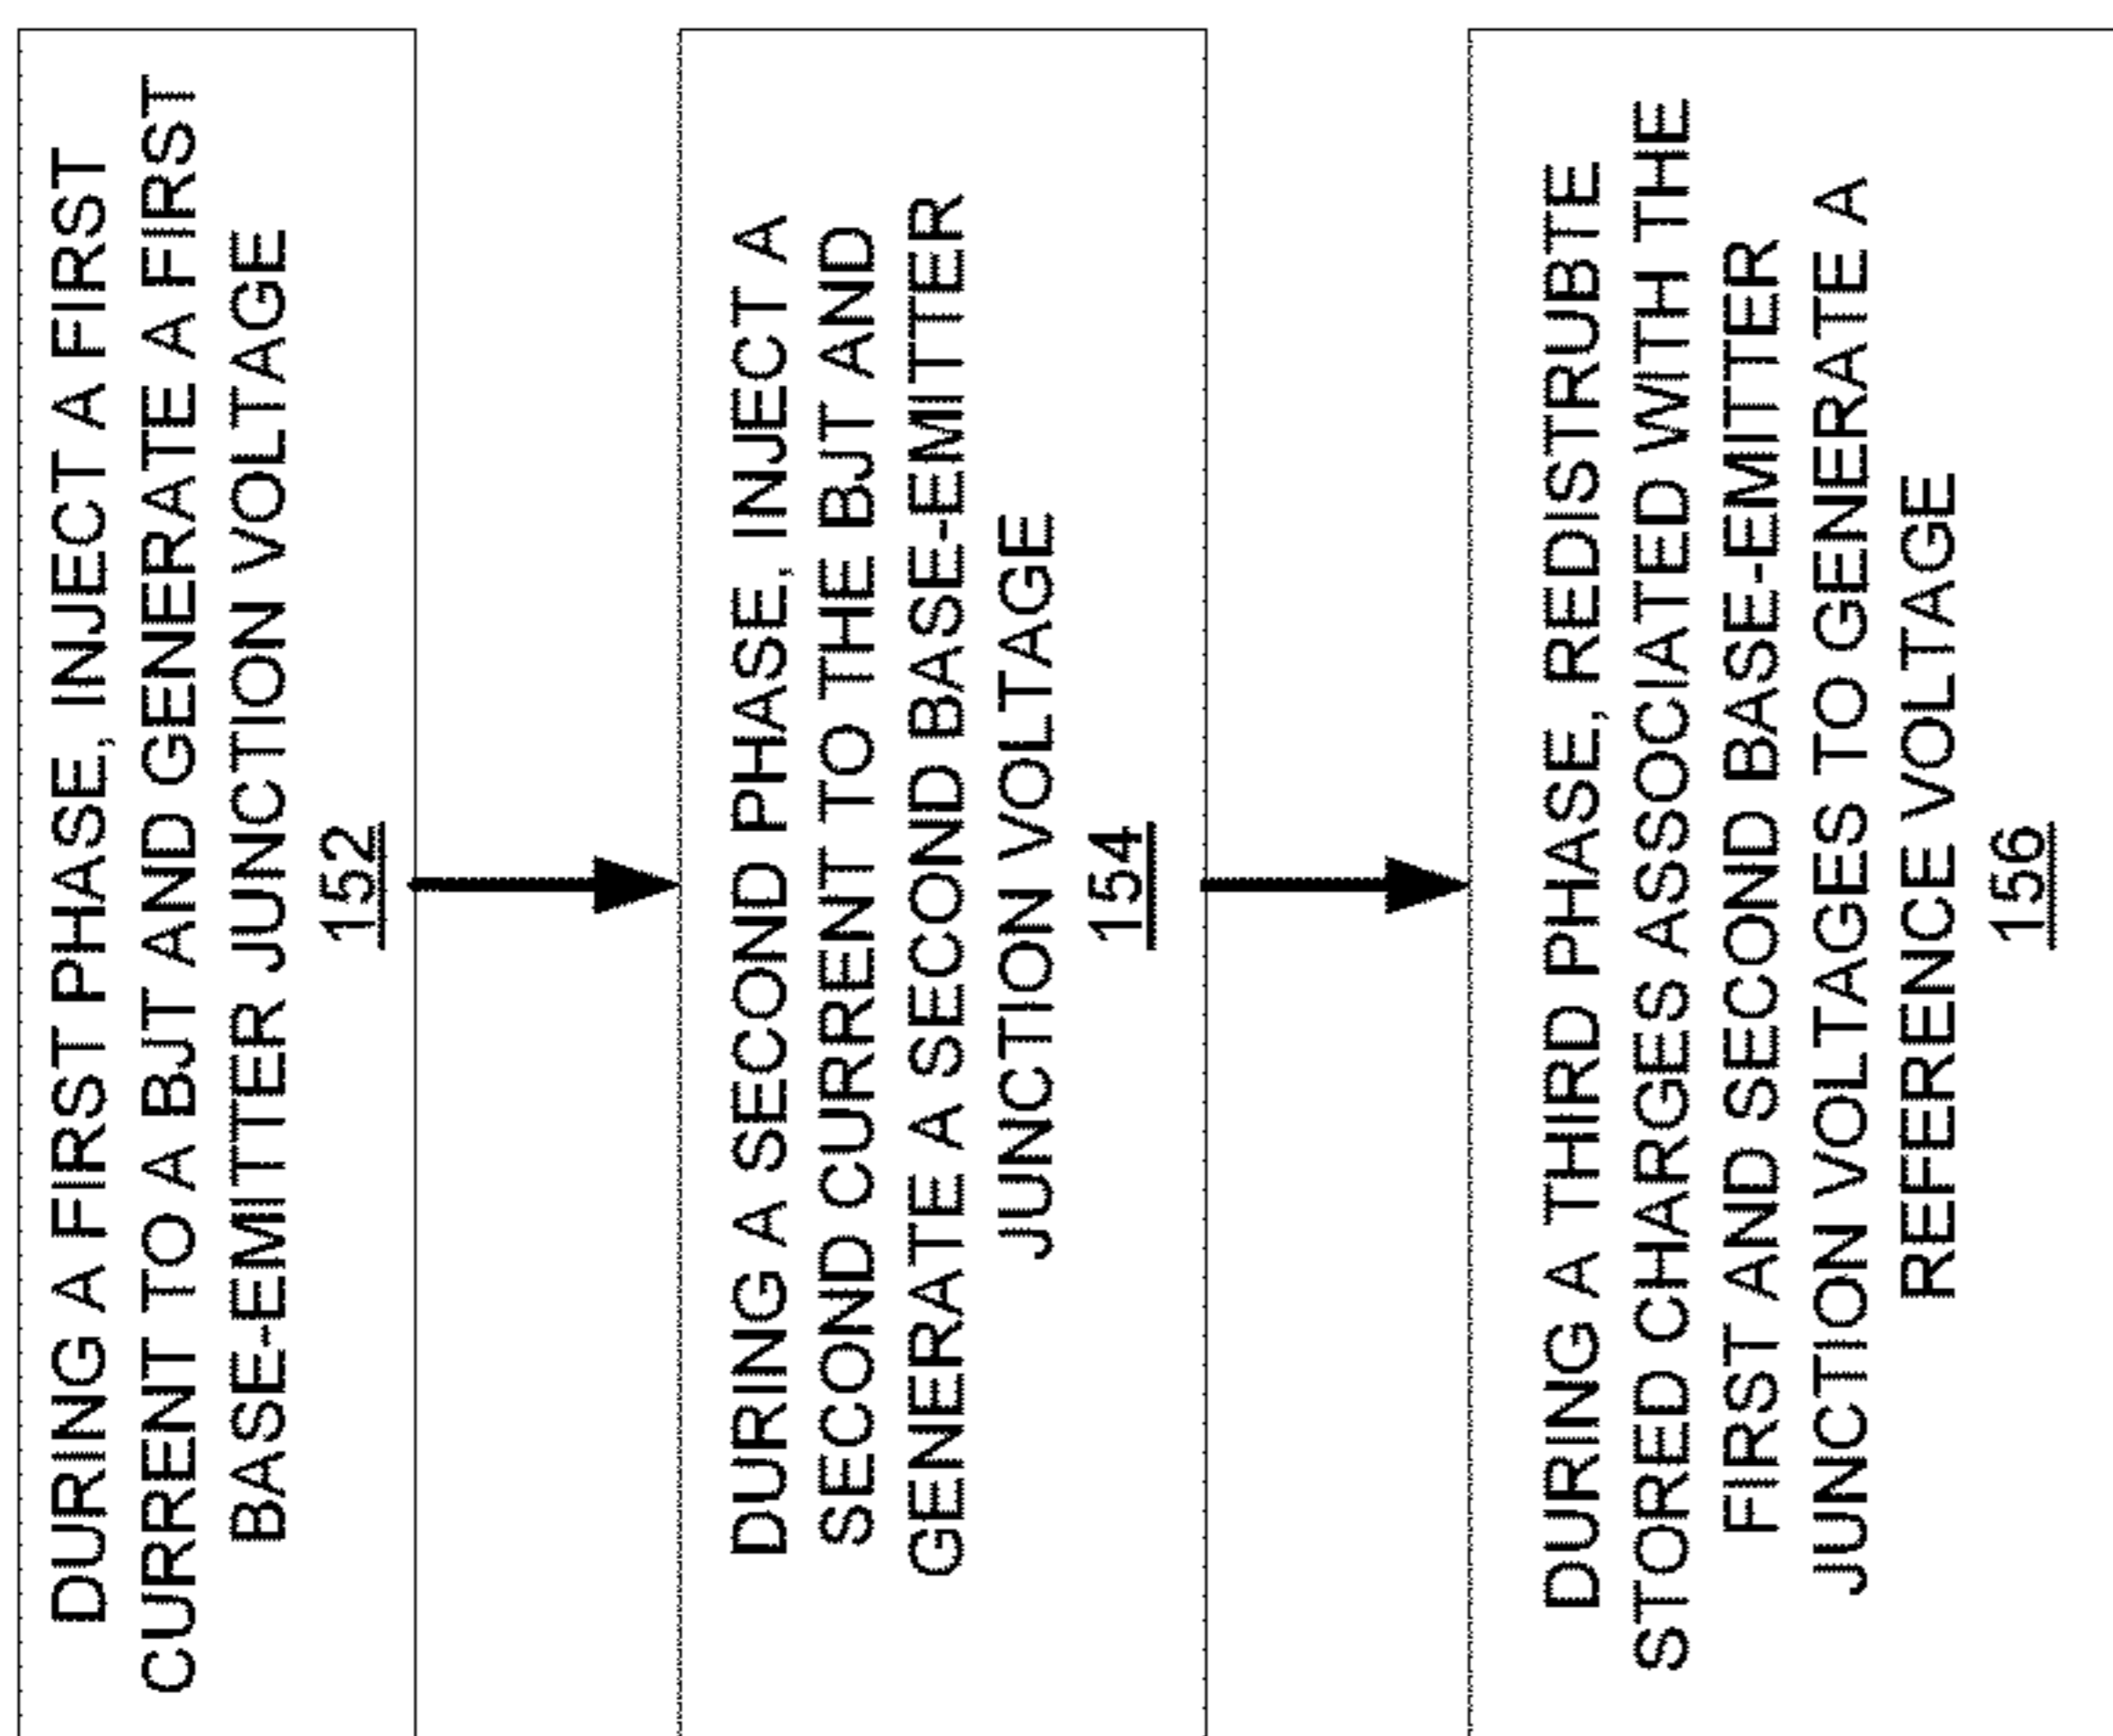 DURING A FIRST PHASE, INJECT A FIRST
CURRENT TO A BJT AND GENERATE A FIRST
BASE-EMITTER JUNCTION VOLTAGE
152
DURING A SECOND PHASE, INJECT A
SECOND CURRENT TO THE BJT AND
GENERATE A SECOND BASE-EMITTER
JUNCTION VOLTAGE
154
DURING A THIRD PHASE, REDISTRUBTE
STORED CHARGES ASSOCIATED WITH THE
FIRST AND SECOND BASE-EMITTER
JUNCTION VOLTAGES TO GENERATE A
REFERENCE VOLTAGE
156